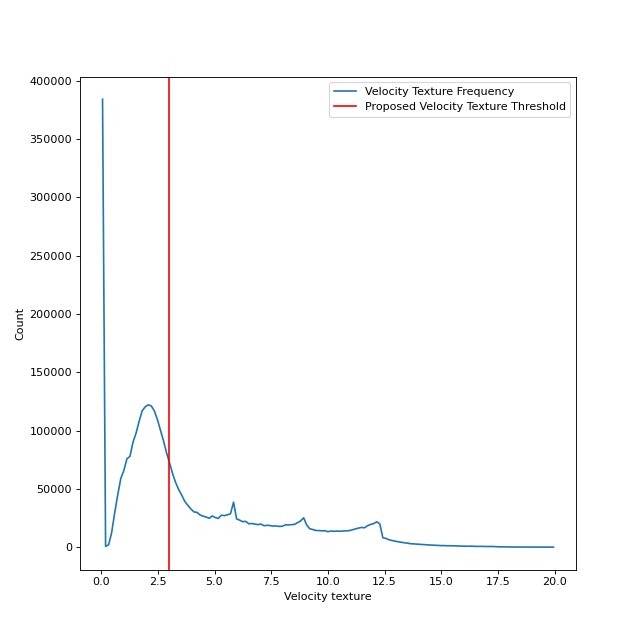 Velocity Texture Frequency
Proposed Velocity Texture Threshold
400000
350000
300000
250000
200000
150000
100000
50000
0
Count
0.0 2.5 5.0 7.5 10.0 12.5 15.0 17.5 20.0
Velocity texture